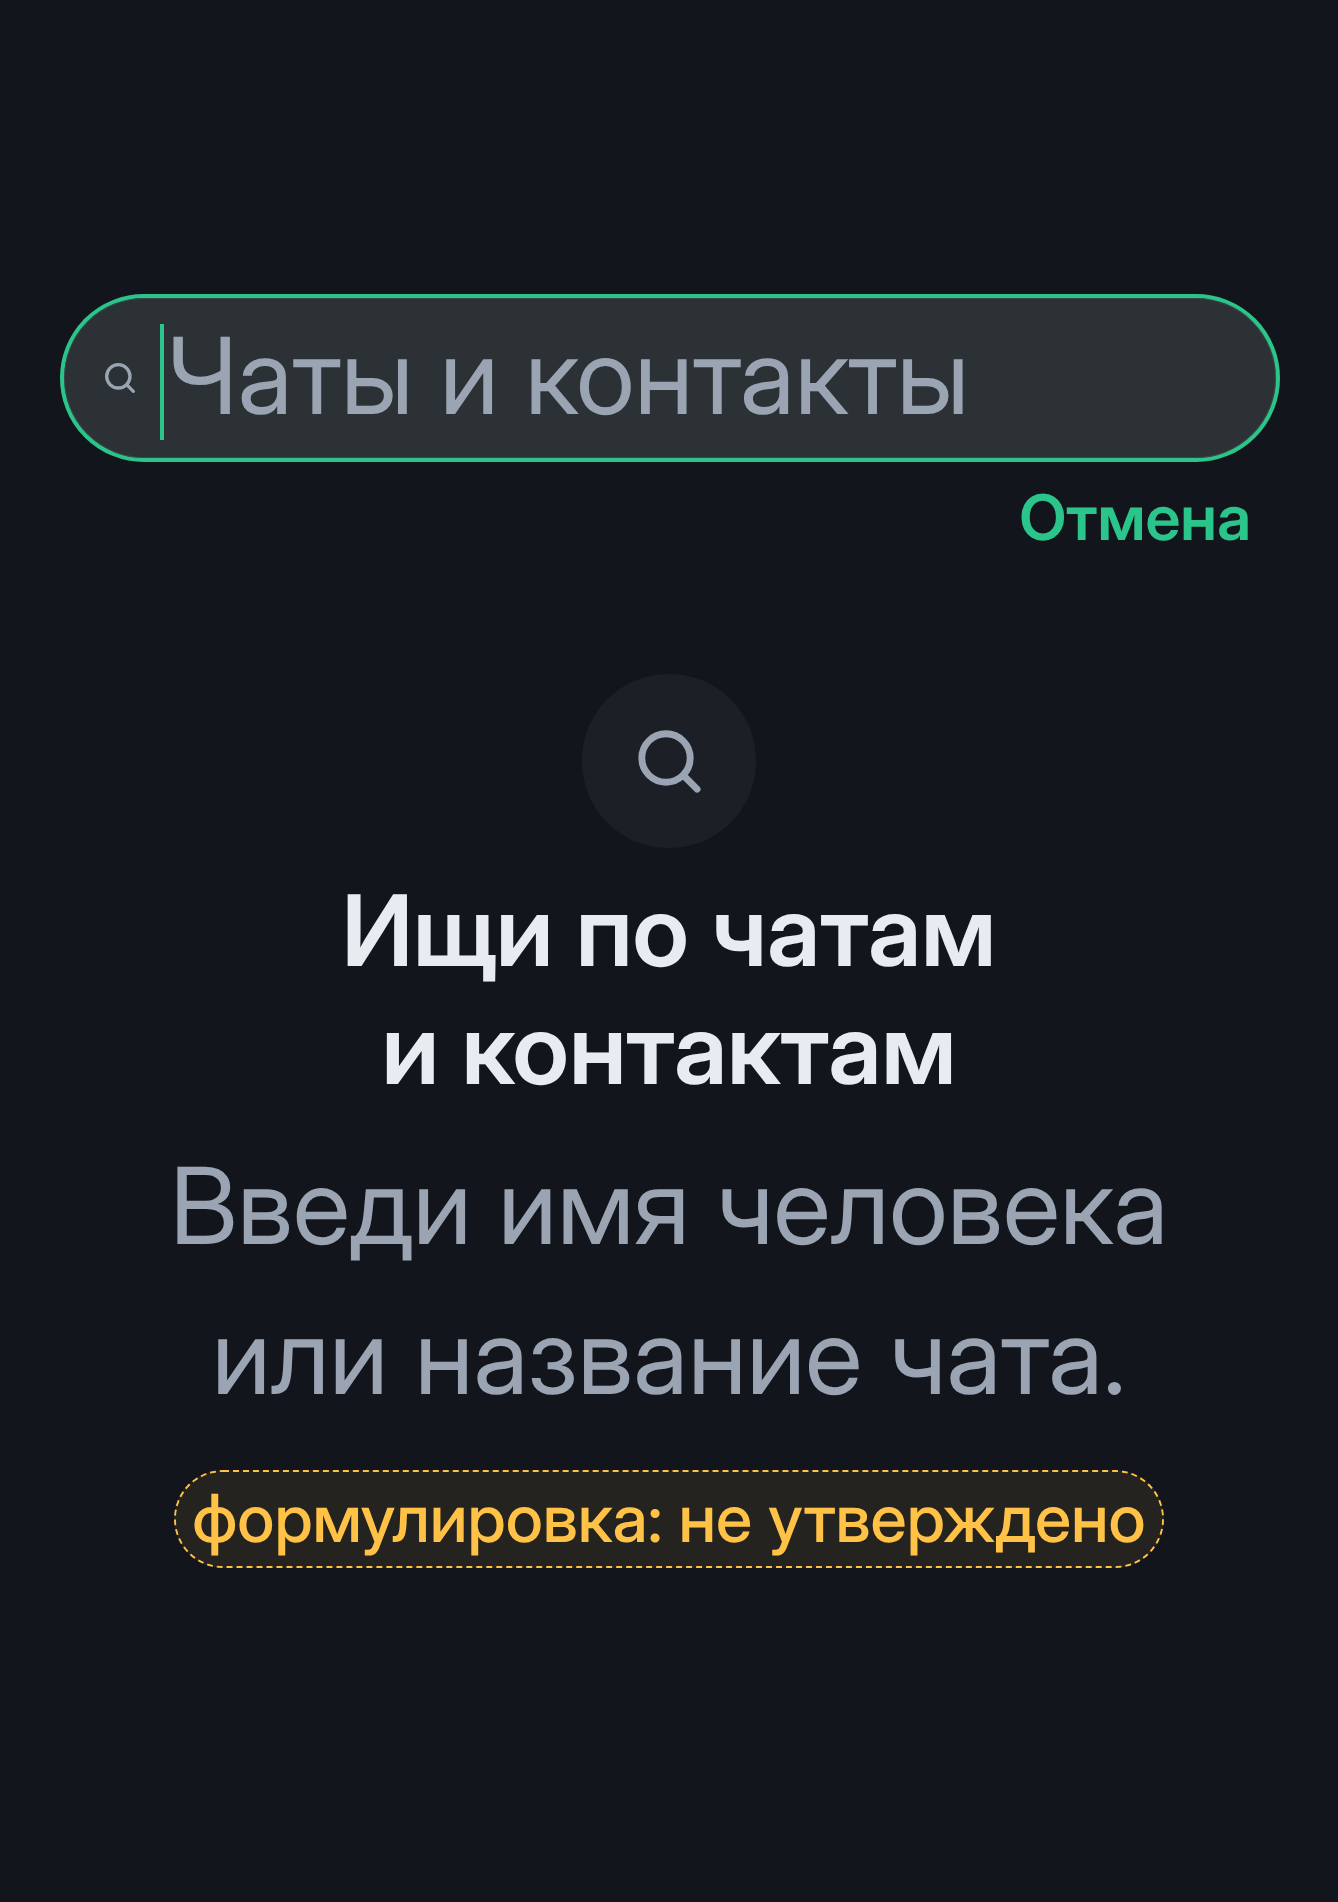 Чаты и контакты
Отмена
Ищи по чатам
и контактам
Введи имя человека
или название чата.
формулировка: не утверждено